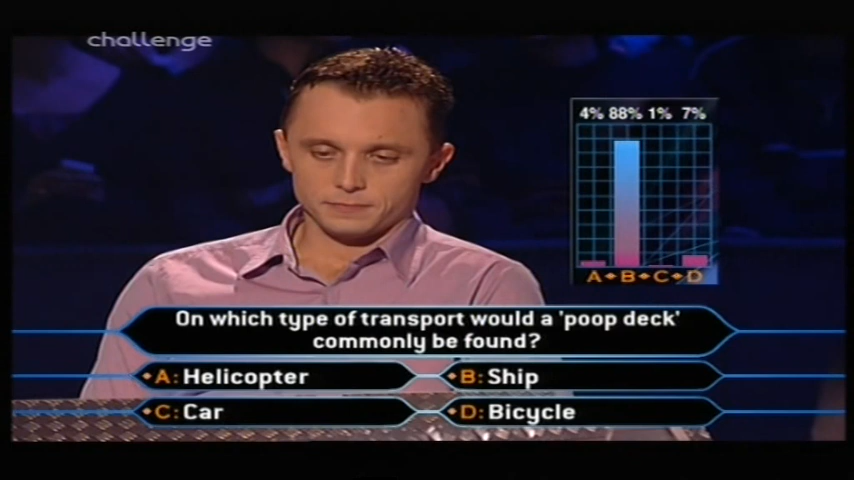 challenge
4% 88% 1% 7%
A B C D
On which type of transport would a 'poop deck'
commonly be found?
A: Helicopter
B: Ship
C: Car
D: Bicycle